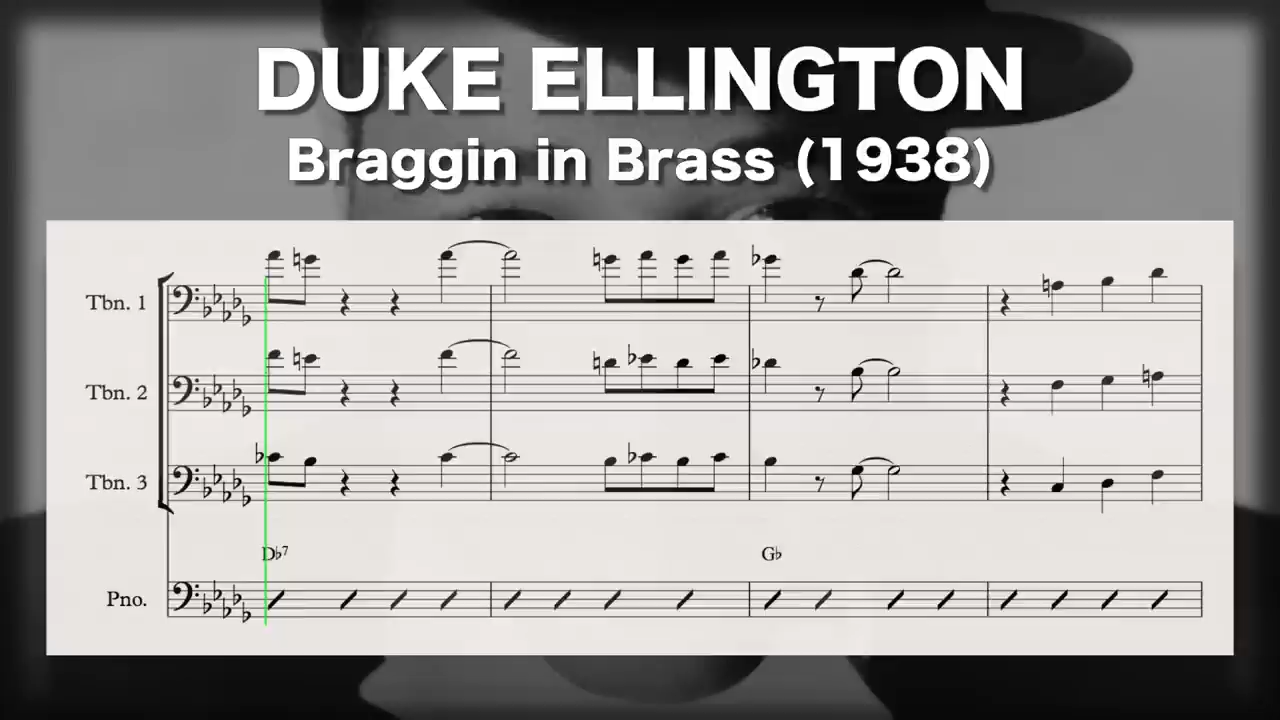 DUKE ELLINGTON
Braggin in Brass (1938)
Tbn. 1
Tbn. 2
Tbn. 3
D♭7
G♭
Pno.